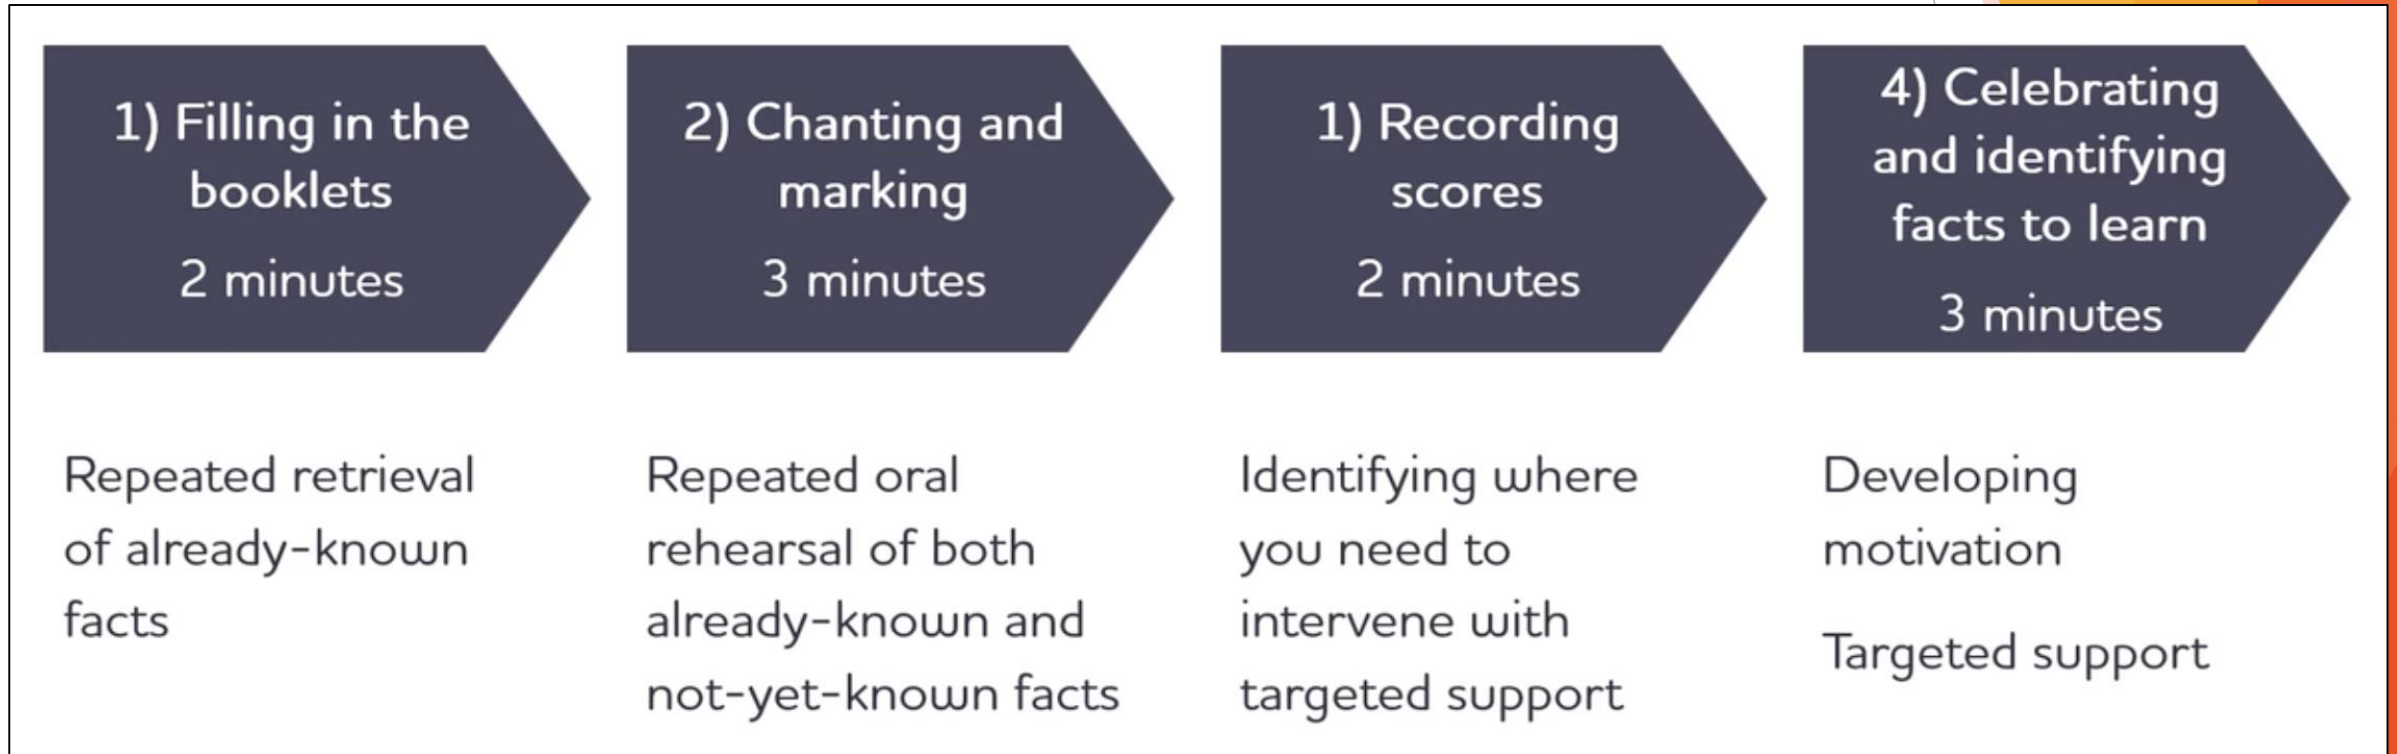 1) Filling in the
booklets
2 minutes
2) Chanting and
marking
3 minutes
1) Recording
scores
2 minutes
4) Celebrating
and identifying
facts to learn
3 minutes
Repeated retrieval
of already-known
facts
Repeated oral
rehearsal of both
already-known and
not-yet-known facts
Identifying where
you need to
intervene with
targeted support
Developing
motivation
Targeted support